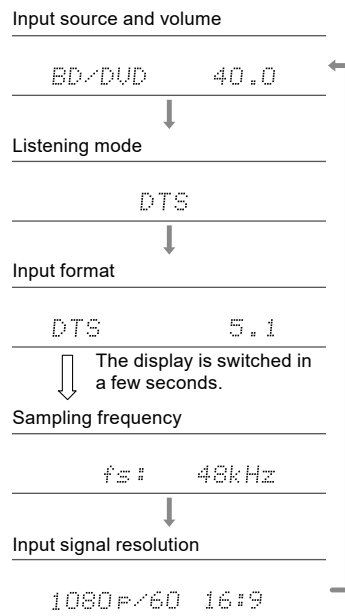 Input source and volume
BD/DVD 40.0
Listening mode
DTS
Input format
DTS 5.1
The display is switched in
a few seconds.
Sampling frequency
fs: 48kHz
Input signal resolution
1080p/60 16:9